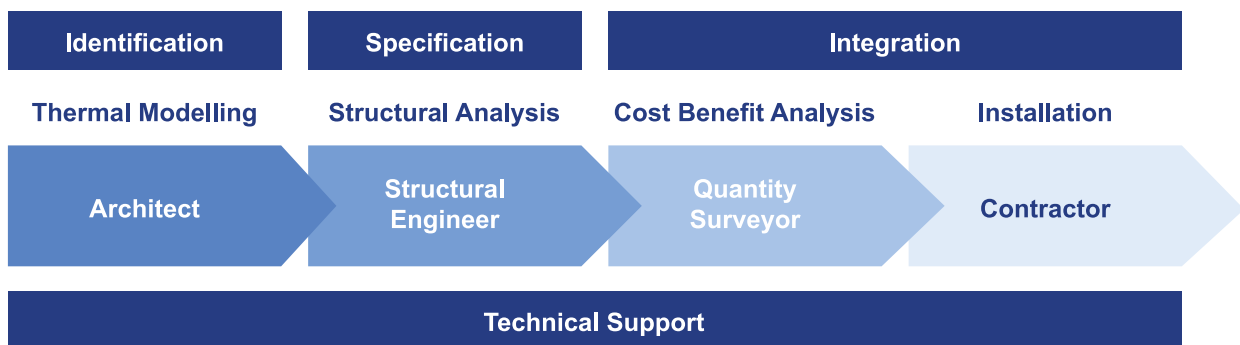 Identification
Specification
Integration
Thermal Modelling
Structural Analysis
Cost Benefit Analysis
Installation
Architect
Structural
Engineer
Quantity
Surveyor
Contractor
Technical Support